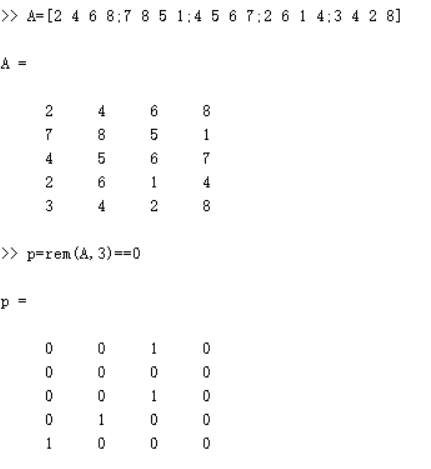 >> A=[2 4 6 8;7 8 5 1;4 5 6 7;2 6 1 4;3 4 2 8]
A =
2 4 6 8
7 8 5 1
4 5 6 7
2 6 1 4
3 4 2 8
>> p=rem(A,3)==0
p =
0 0 1 0
0 0 0 0
0 0 1 0
0 1 0 0
1 0 0 0